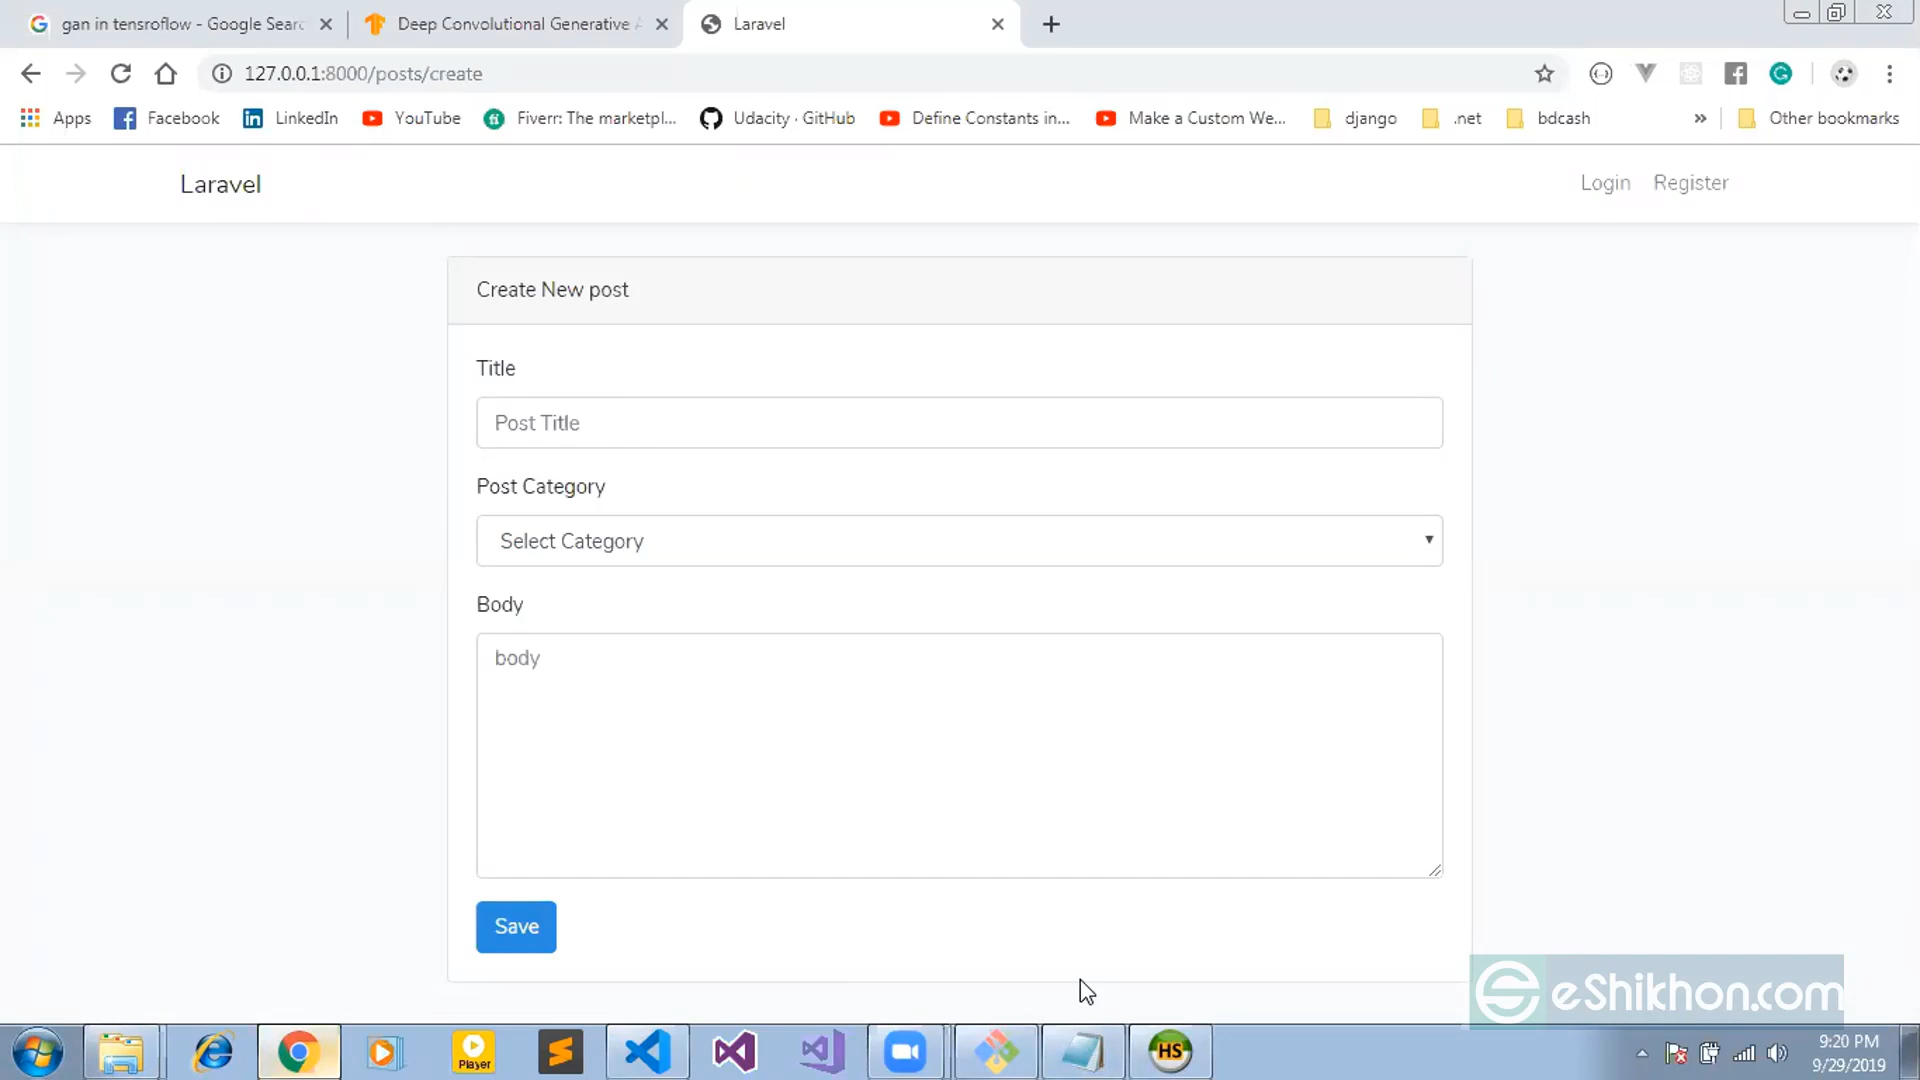 gan in tensroflow - Google Searc
Deep Convolutional Generative A
Laravel
127.0.0.1:8000/posts/create
Apps
Facebook
LinkedIn
YouTube
Fiverr: The marketpl...
Udacity · GitHub
Define Constants in...
Make a Custom We...
django
.net
bdcash
»
Other bookmarks
Laravel
Login
Register
Create New post
Title
Post Title
Post Category
Select Category
Body
body
Save
eShikhon.com
Player
HS
9:20 PM
9/29/2019